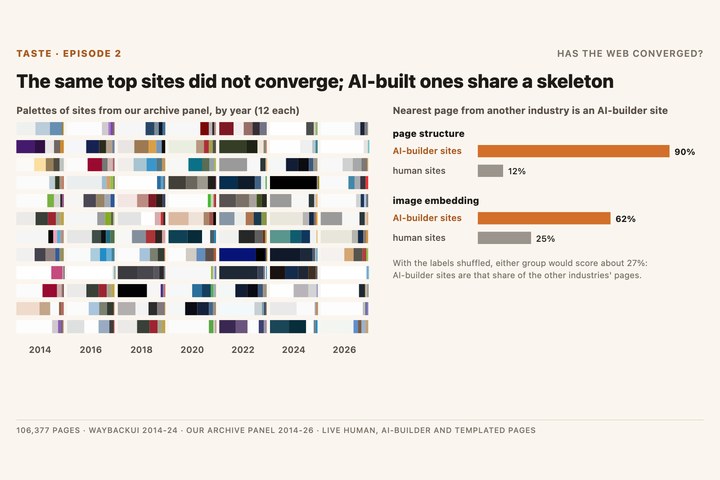 TASTE · EPISODE 2
HAS THE WEB CONVERGED?
The same top sites did not converge; AI-built ones share a skeleton
Palettes of sites from our archive panel, by year (12 each)
2014 2016 2018 2020 2022 2024 2026
Nearest page from another industry is an AI-builder site
page structure
AI-builder sites 90%
human sites 12%
image embedding
AI-builder sites 62%
human sites 25%
With the labels shuffled, either group would score about 27%:
AI-builder sites are that share of the other industries' pages.
106,377 PAGES · WAYBACKUI 2014-24 · OUR ARCHIVE PANEL 2014-26 · LIVE HUMAN, AI-BUILDER AND TEMPLATED PAGES